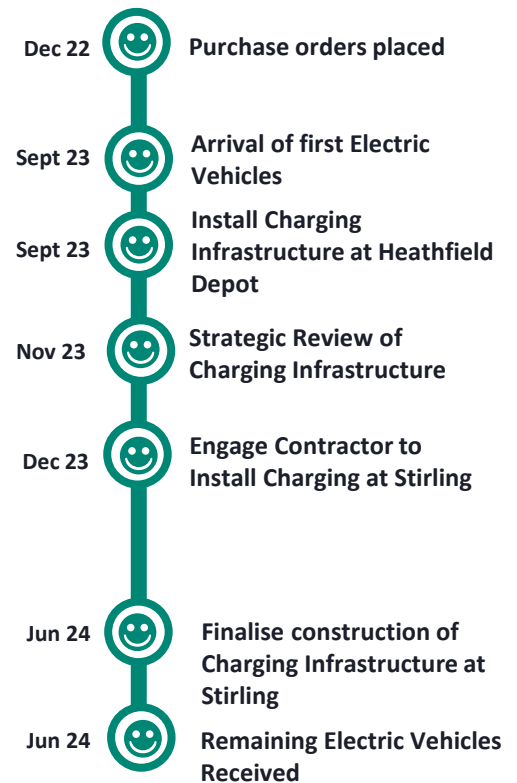 Dec 22
Purchase orders placed
Sept 23
Arrival of first Electric
Vehicles
Sept 23
Install Charging
Infrastructure at Heathfield
Depot
Nov 23
Strategic Review of
Charging Infrastructure
Dec 23
Engage Contractor to
Install Charging at Stirling
Jun 24
Finalise construction of
Charging Infrastructure at
Stirling
Jun 24
Remaining Electric Vehicles
Received